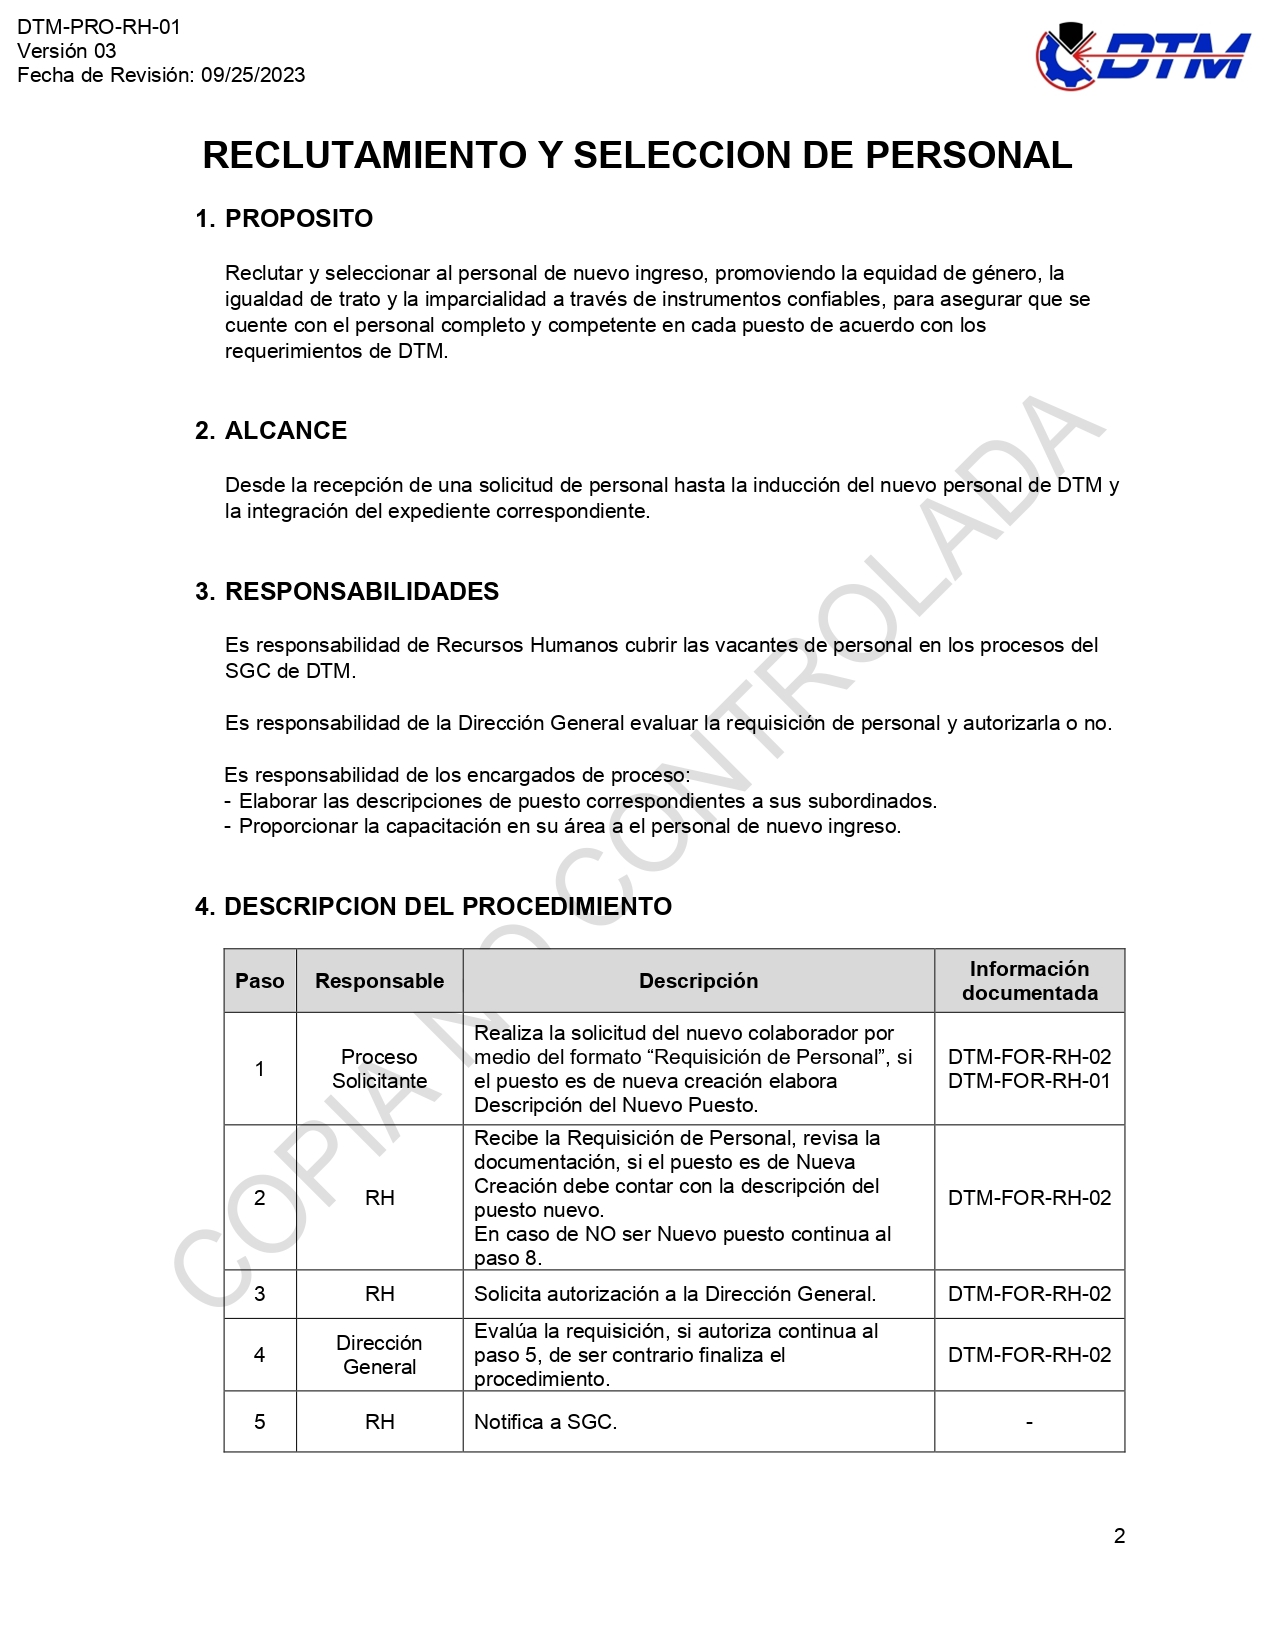 DTM-PRO-RH-01
Versión 03
Fecha de Revisión: 09/25/2023
DTM
RECLUTAMIENTO Y SELECCION DE PERSONAL
1. PROPOSITO
Reclutar y seleccionar al personal de nuevo ingreso, promoviendo la equidad de género, la
igualdad de trato y la imparcialidad a través de instrumentos confiables, para asegurar que se
cuente con el personal completo y competente en cada puesto de acuerdo con los
requerimientos de DTM.
2. ALCANCE
Desde la recepción de una solicitud de personal hasta la inducción del nuevo personal de DTM y
la integración del expediente correspondiente.
3. RESPONSABILIDADES
Es responsabilidad de Recursos Humanos cubrir las vacantes de personal en los procesos del
SGC de DTM.
Es responsabilidad de la Dirección General evaluar la requisición de personal y autorizarla o no.
Es responsabilidad de los encargados de proceso:
- Elaborar las descripciones de puesto correspondientes a sus subordinados.
- Proporcionar la capacitación en su área a el personal de nuevo ingreso.
4. DESCRIPCION DEL PROCEDIMIENTO
Paso
Responsable
Descripción
Información
documentada
1
Proceso
Solicitante
Realiza la solicitud del nuevo colaborador por
medio del formato “Requisición de Personal”, si
el puesto es de nueva creación elabora
Descripción del Nuevo Puesto.
DTM-FOR-RH-02
DTM-FOR-RH-01
2
RH
Recibe la Requisición de Personal, revisa la
documentación, si el puesto es de Nueva
Creación debe contar con la descripción del
puesto nuevo.
En caso de NO ser Nuevo puesto continua al
paso 8.
DTM-FOR-RH-02
3
RH
Solicita autorización a la Dirección General.
DTM-FOR-RH-02
4
Dirección
General
Evalúa la requisición, si autoriza continua al
paso 5, de ser contrario finaliza el
procedimiento.
DTM-FOR-RH-02
5
RH
Notifica a SGC.
-
COPIA NO CONTROLADA
2